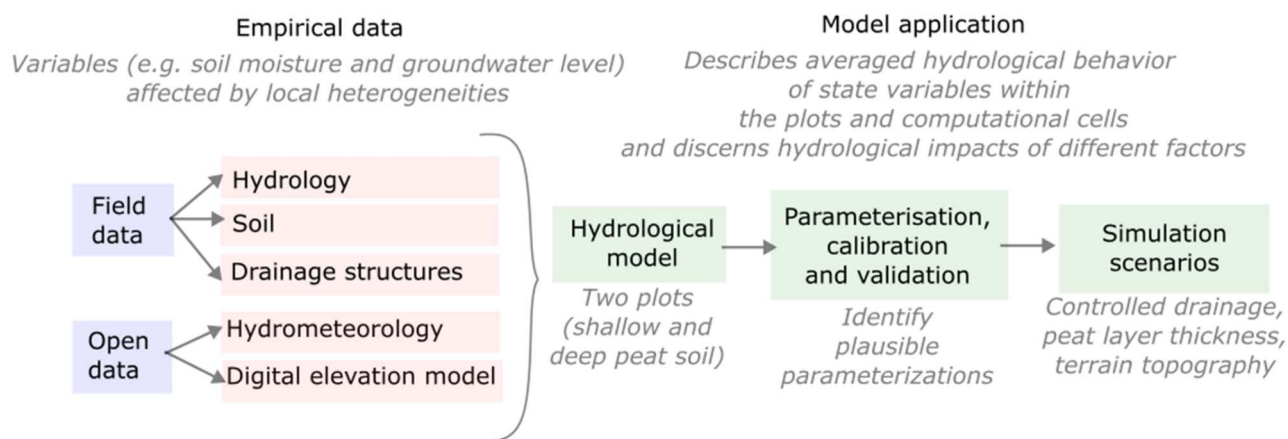 Empirical data
Variables (e.g. soil moisture and groundwater level)
affected by local heterogeneities
Field
data
Hydrology
Soil
Drainage structures
Open
data
Hydrometeorology
Digital elevation model
Model application
Describes averaged hydrological behavior
of state variables within
the plots and computational cells
and discerns hydrological impacts of different factors
Hydrological
model
Two plots
(shallow and
deep peat soil)
Parameterisation,
calibration
and validation
Identify
plausible
parameterizations
Simulation
scenarios
Controlled drainage,
peat layer thickness,
terrain topography